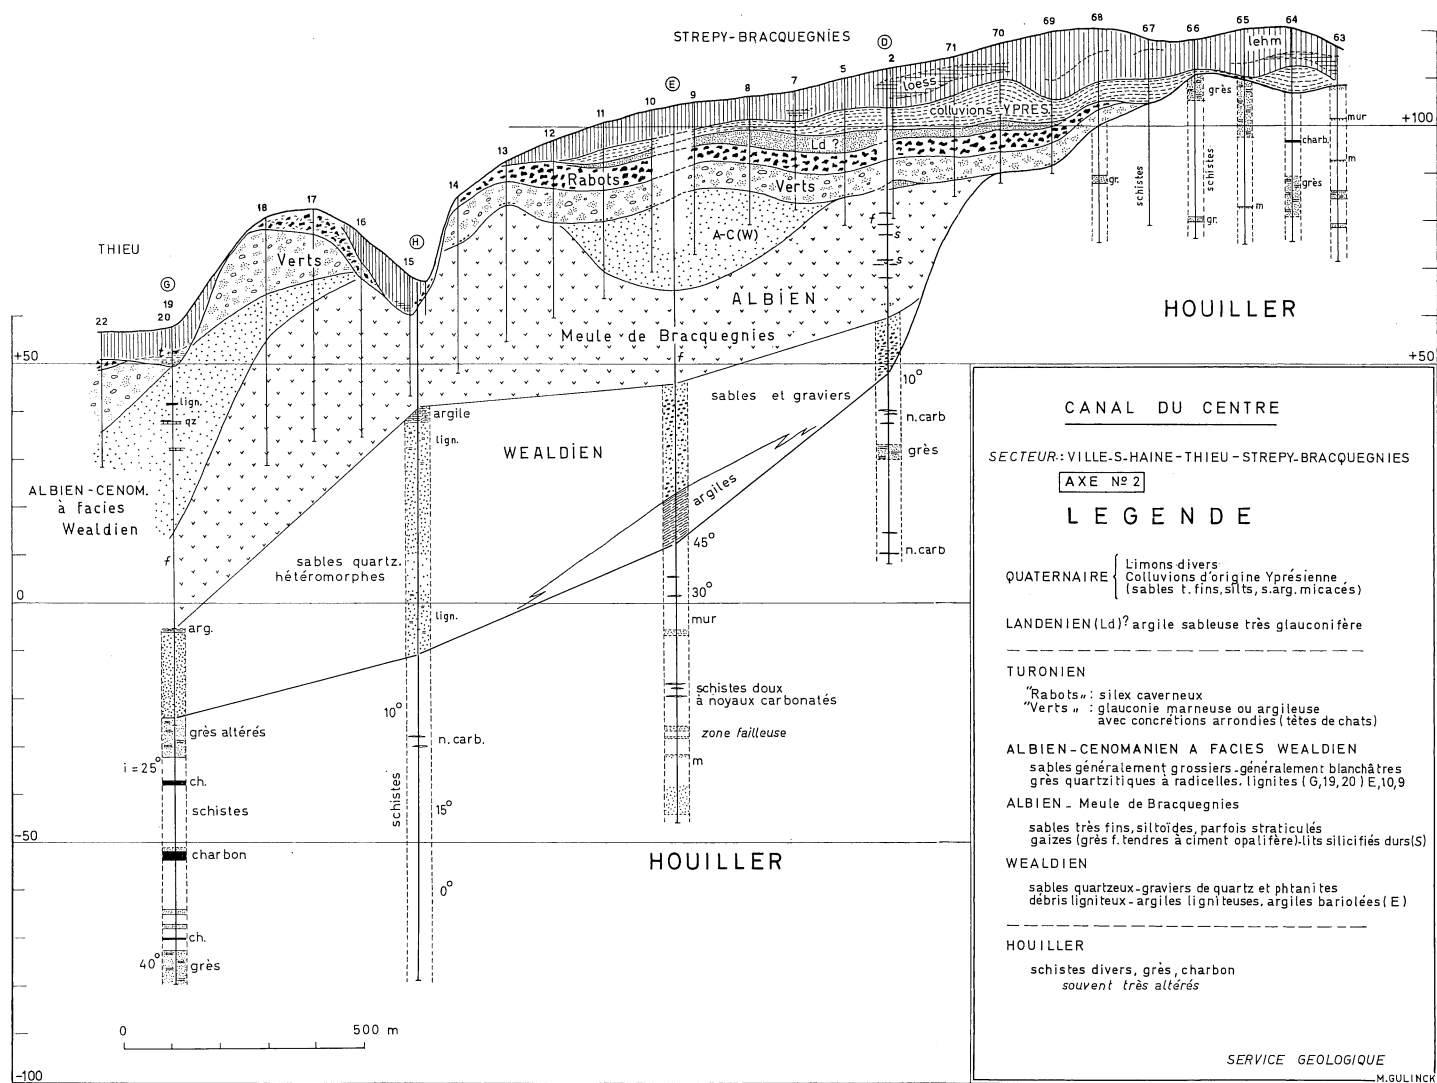 STREPY-BRACQUEGNIES
THIEU
22
20
19
G
18
17
16
15
H
14
13
12
11
10
E
9
8
7
5
D
2
71
70
69
68
67
66
65
64
63
lehm
loess
colluvions YPRES.
Ld ?
Rabots
Verts
Verts
A-C(W)
ALBIEN
Meule de Bracquegnies
f
f
s
s
f
t
lign.
qz
ALBIEN-CENOM.
à facies
Wealdien
grès
schistes
gr.
schistes
gr.
m
charb.
grès
mur
m
+100
HOUILLER
+50
+50
0
-50
-100
argile
lign.
WEALDIEN
sables et graviers
argiles
sables quartz.
hétéromorphes
lign.
10°
n.carb
grès
n.carb
45°
30°
mur
schistes doux
à noyaux carbonatés
zone failleuse
m
arg.
grès altérés
i = 25°
ch.
schistes
charbon
ch.
40°
grès
10°
n.carb.
schistes
15°
0°
HOUILLER
0 500 m
CANAL DU CENTRE
SECTEUR.: VILLE-S-HAINE-THIEU-STREPY-BRACQUEGNIES
AXE Nº 2
LEGENDE
QUATERNAIRE { Limons divers
Colluvions d'origine Yprésienne
(sables t. fins, silts, s.arg. micacés)
LANDENIEN (Ld)? argile sableuse très glauconifère
TURONIEN
"Rabots„ : silex caverneux
"Verts „ : glauconie marneuse ou argileuse
avec concrétions arrondies (têtes de chats)
ALBIEN-CENOMANIEN A FACIES WEALDIEN
sables généralement grossiers-généralement blanchâtres
grès quartzitiques à radicelles. lignites (G,19,20) E,10,9
ALBIEN - Meule de Bracquegnies
sables très fins, siltoïdes, parfois straticulés
gaizes (grès f. tendres à ciment opalifère)-lits silicifiés durs(S)
WEALDIEN
sables quartzeux-graviers de quartz et phtanites
débris ligniteux - argiles ligniteuses, argiles bariolées (E)
HOUILLER
schistes divers, grès, charbon
souvent très altérés
SERVICE GEOLOGIQUE
M.GULINCK